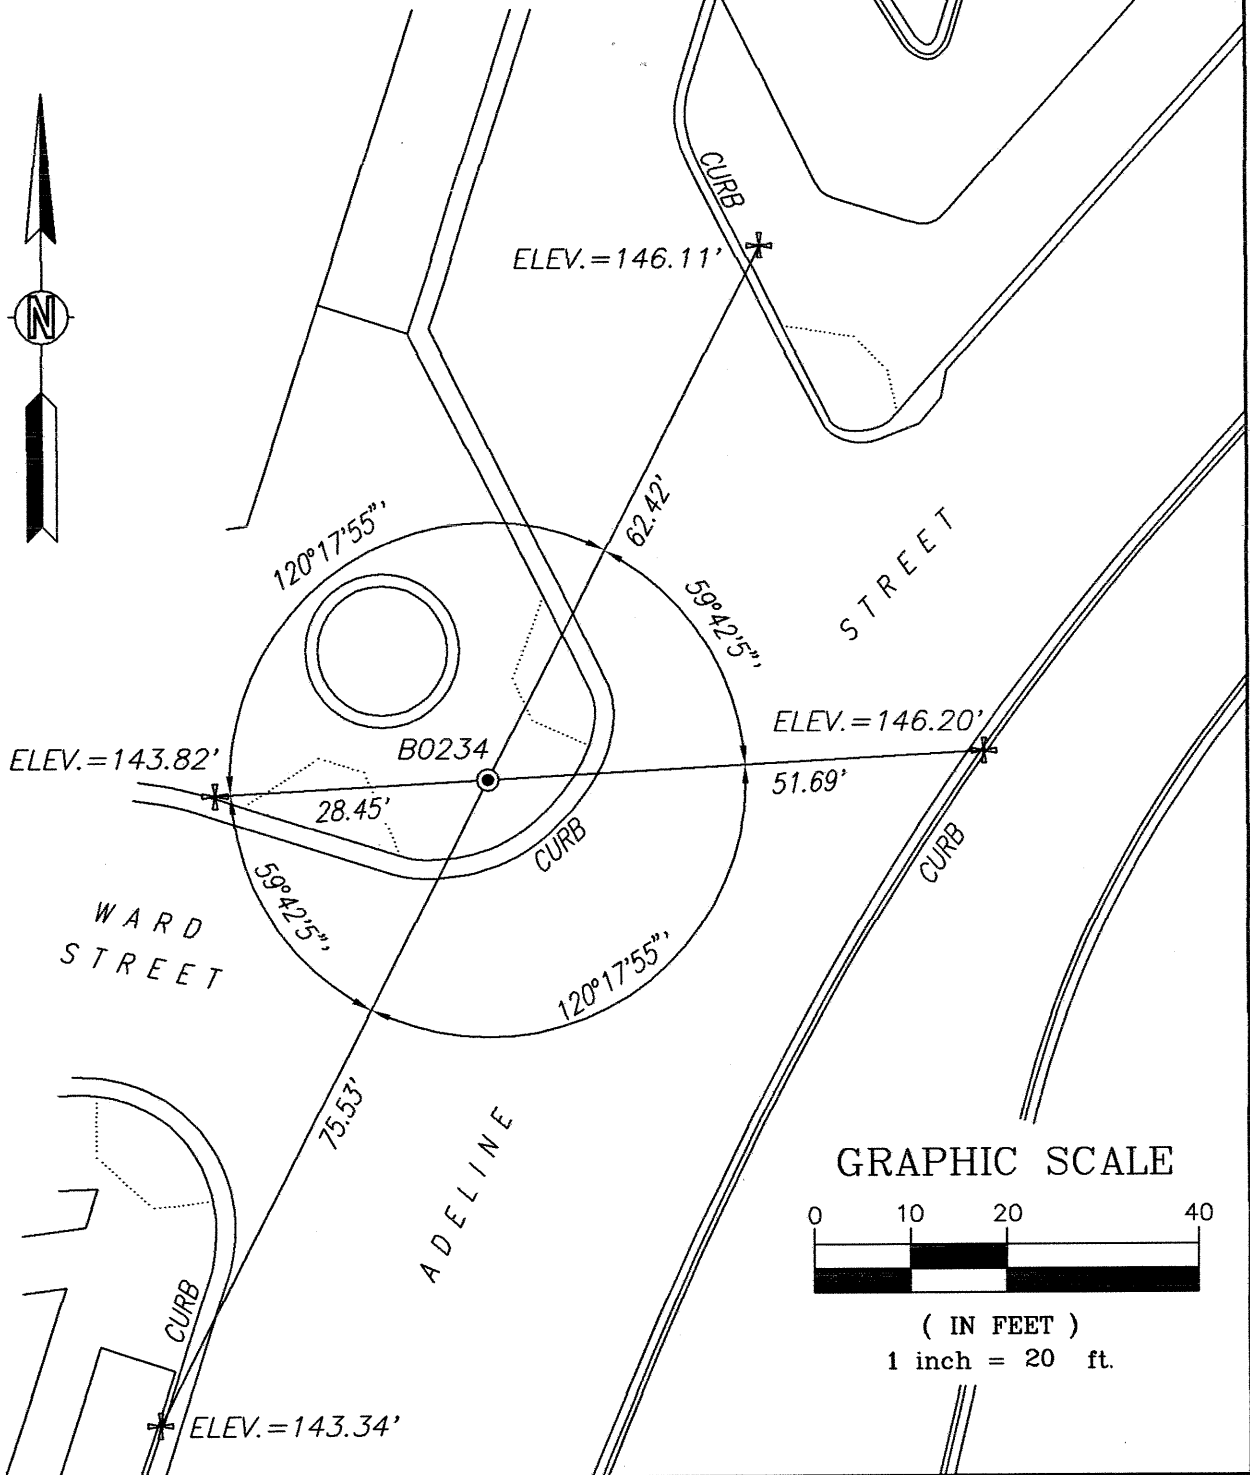 CURB
N
ELEV.=146.11'
120°17'55"'
62.42'
59°42'5"'
STREET
ELEV.=146.20'
B0234
ELEV.=143.82'
28.45'
51.69'
CURB
CURB
59°42'5"'
WARD
STREET
120°17'55"'
75.53'
ADELINE
GRAPHIC SCALE
0 10 20 40
( IN FEET )
1 inch = 20 ft.
CURB
ELEV.=143.34'